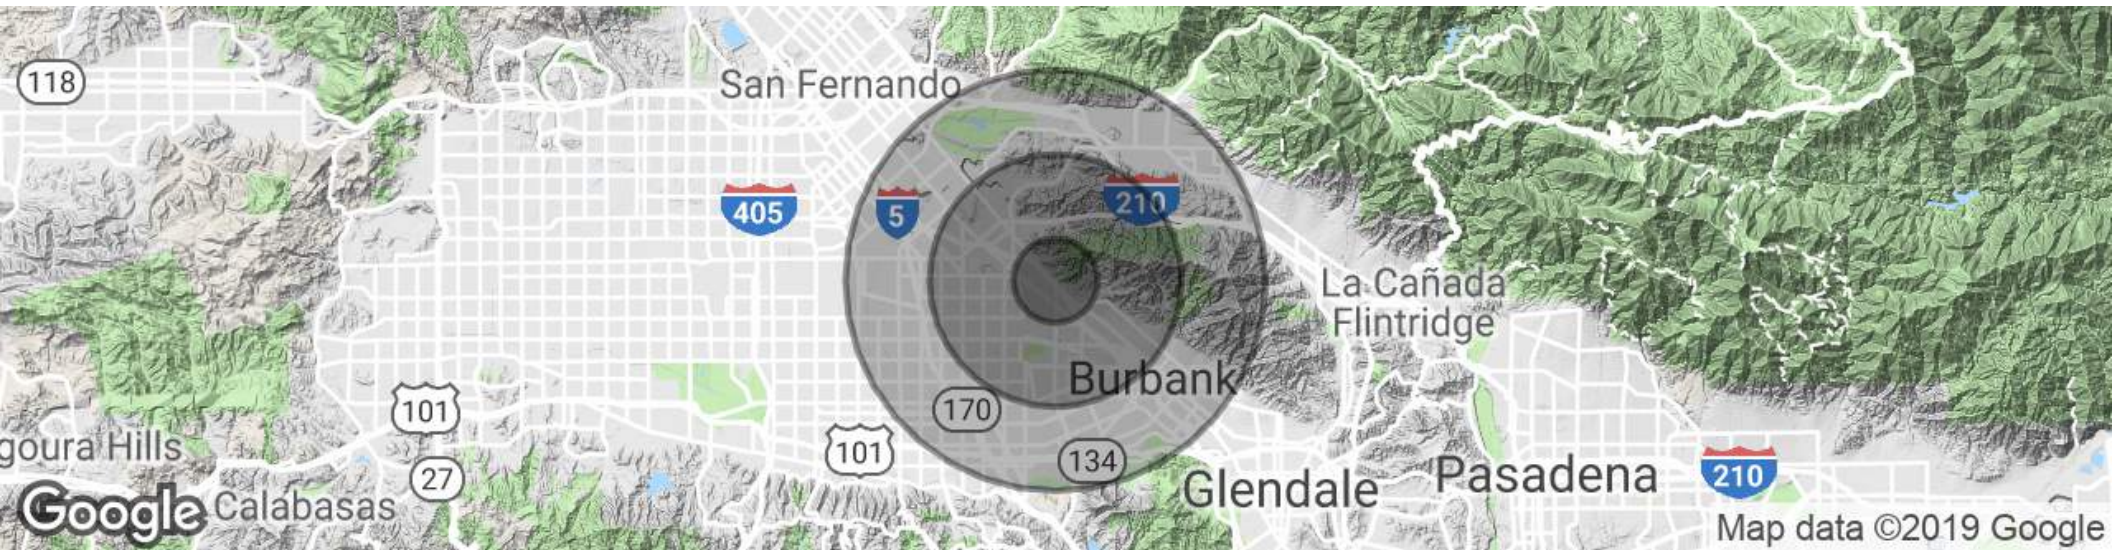 118
San Fernando
405
5
210
La Cañada
Flintridge
Burbank
101
170
goura Hills
101
134
27
Glendale
Pasadena
210
Google
Calabasas
Map data ©2019 Google